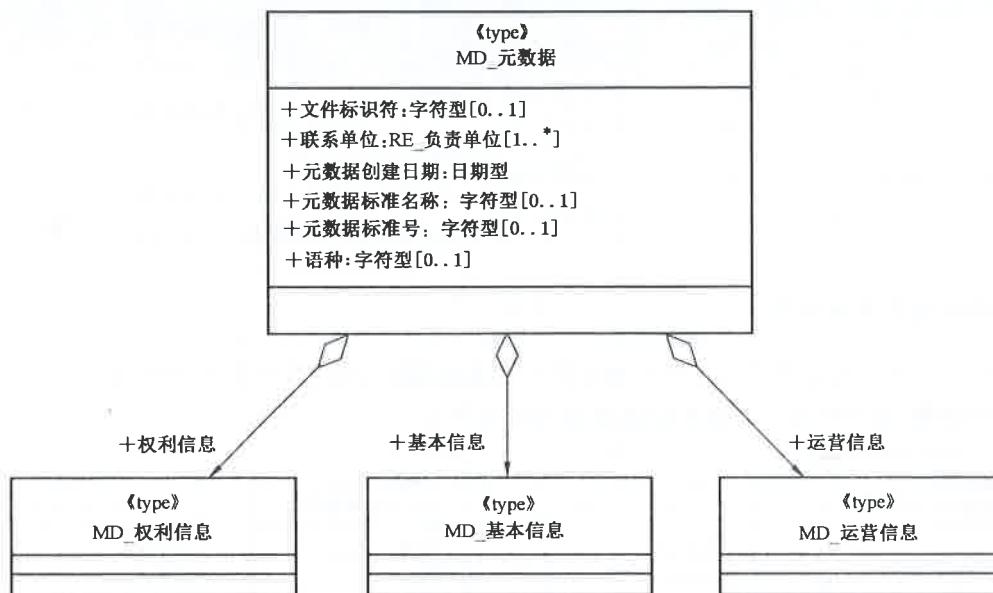 《type》
MD_元数据
+文件标识符:字符型[0..1]
+联系单位:RE_负责单位[1..*]
+元数据创建日期:日期型
+元数据标准名称: 字符型[0..1]
+元数据标准号: 字符型[0..1]
+语种:字符型[0..1]
+权利信息
+基本信息
+运营信息
《type》
MD_权利信息
《type》
MD_基本信息
《type》
MD_运营信息